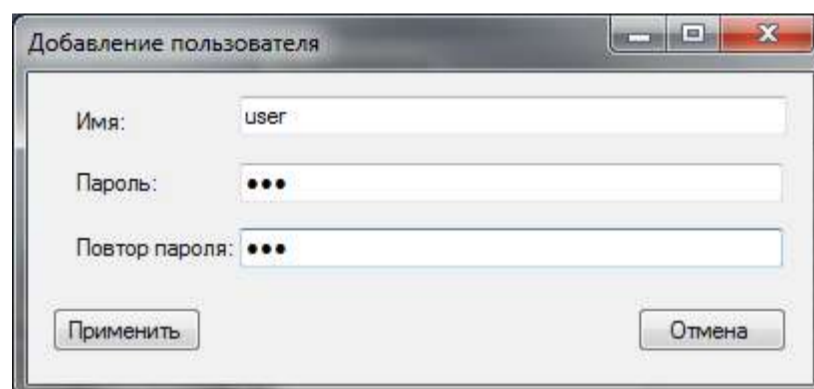 Добавление пользователя
Имя: user
Пароль: •••
Повтор пароля: •••
Применить Отмена